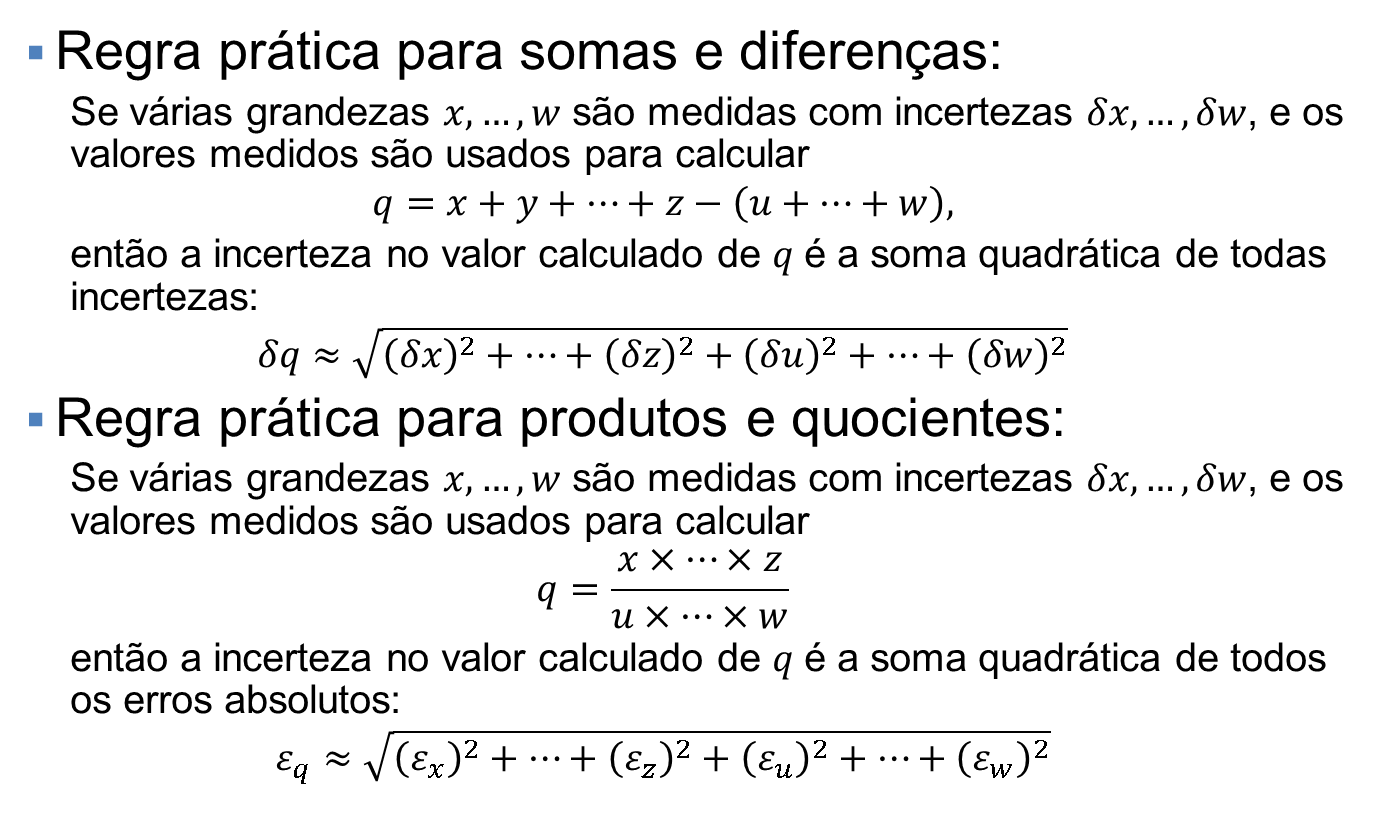 ▪ Regra prática para somas e diferenças:
Se várias grandezas 𝑥, … , 𝑤 são medidas com incertezas 𝛿𝑥, … , 𝛿𝑤, e os
valores medidos são usados para calcular
𝑞 = 𝑥 + 𝑦 + ⋯ + 𝑧 − (𝑢 + ⋯ + 𝑤),
então a incerteza no valor calculado de 𝑞 é a soma quadrática de todas
incertezas:
𝛿𝑞 ≈ √((𝛿𝑥)² + ⋯ + (𝛿𝑧)² + (𝛿𝑢)² + ⋯ + (𝛿𝑤)²)
▪ Regra prática para produtos e quocientes:
Se várias grandezas 𝑥, … , 𝑤 são medidas com incertezas 𝛿𝑥, … , 𝛿𝑤, e os
valores medidos são usados para calcular
𝑞 = (𝑥 × ⋯ × 𝑧)/(𝑢 × ⋯ × 𝑤)
então a incerteza no valor calculado de 𝑞 é a soma quadrática de todos
os erros absolutos:
𝜀_𝑞 ≈ √((𝜀_𝑥)² + ⋯ + (𝜀_𝑧)² + (𝜀_𝑢)² + ⋯ + (𝜀_𝑤)²)